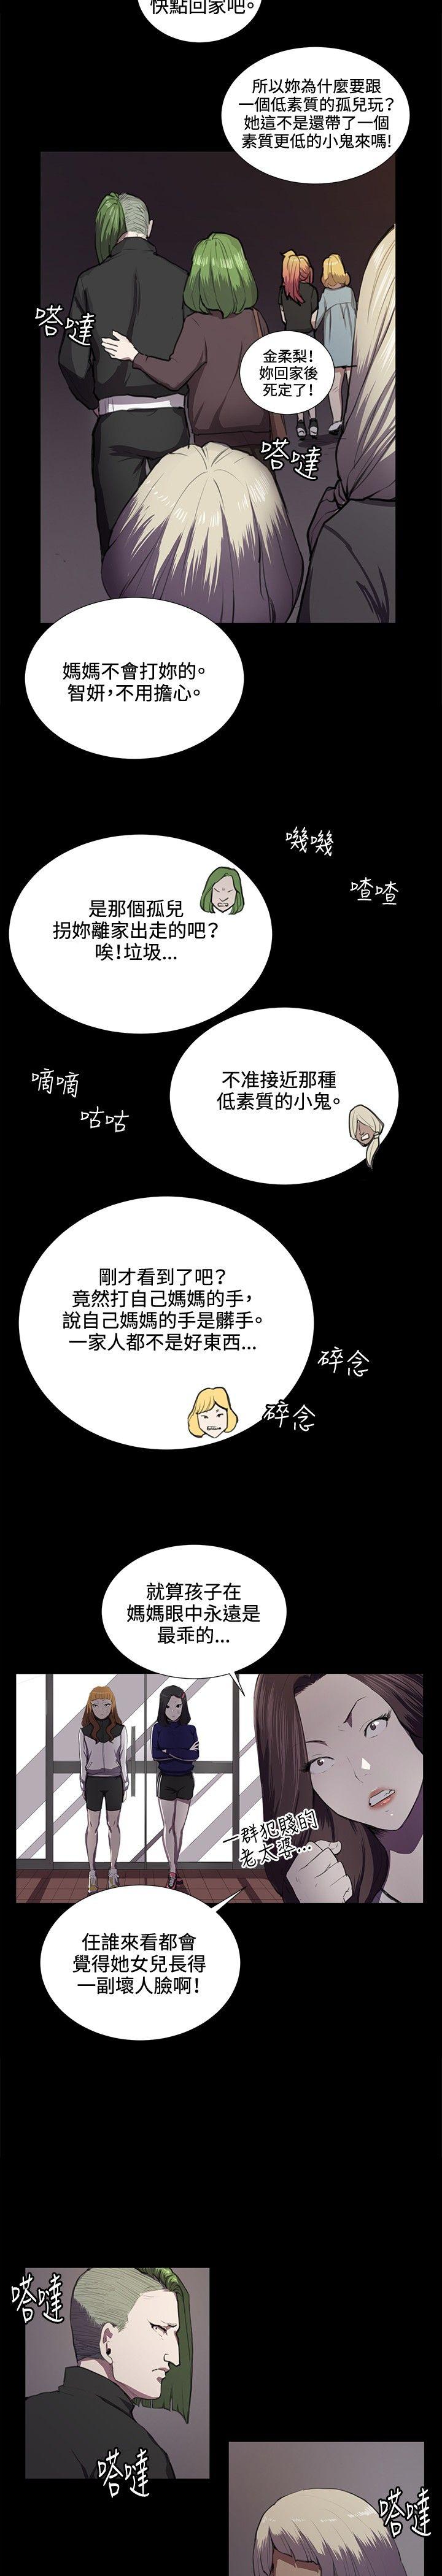 快點回家吧。
所以妳為什麼要跟
一個低素質的孤兒玩？
她這不是還帶了一個
素質更低的小鬼來嗎！
嗒噠
金柔梨！
妳回家後
死定了！
嗒噠
媽媽不會打妳的。
智妍，不用擔心。
嘰嘰
喳喳
是那個孤兒
拐妳離家出走的吧？
唉！垃圾...
嘀嘀
咕咕
不准接近那種
低素質的小鬼。
剛才看到了吧？
竟然打自己媽媽的手，
說自己媽媽的手是髒手。
一家人都不是好東西...
碎念
碎念
就算孩子在
媽媽眼中永遠是
最乖的...
一群犯賤的
老太婆...
任誰來看都會
覺得她女兒長得
一副壞人臉啊！
嗒噠
嗒噠
嗒噠
嗒噠